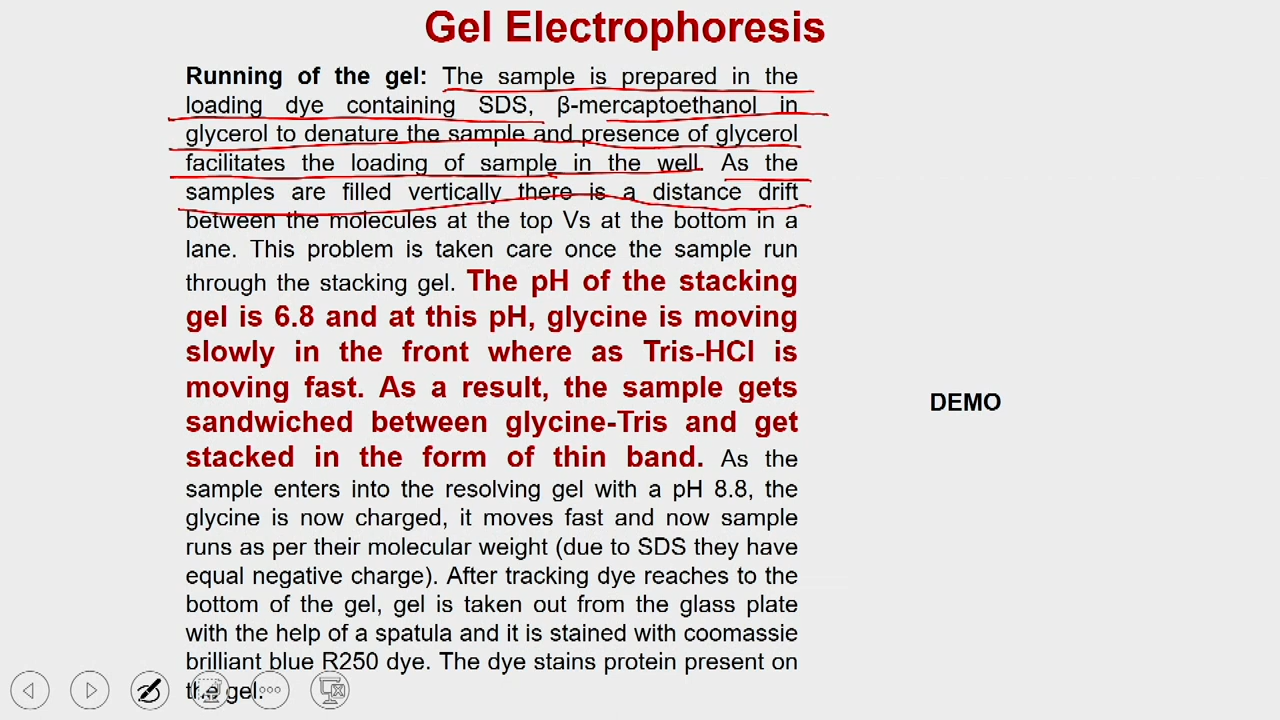 Gel Electrophoresis
Running of the gel: The sample is prepared in the
loading dye containing SDS, β-mercaptoethanol in
glycerol to denature the sample and presence of glycerol
facilitates the loading of sample in the well. As the
samples are filled vertically there is a distance drift
between the molecules at the top Vs at the bottom in a
lane. This problem is taken care once the sample run
through the stacking gel. The pH of the stacking
gel is 6.8 and at this pH, glycine is moving
slowly in the front where as Tris-HCl is
moving fast. As a result, the sample gets
sandwiched between glycine-Tris and get
stacked in the form of thin band. As the
sample enters into the resolving gel with a pH 8.8, the
glycine is now charged, it moves fast and now sample
runs as per their molecular weight (due to SDS they have
equal negative charge). After tracking dye reaches to the
bottom of the gel, gel is taken out from the glass plate
with the help of a spatula and it is stained with coomassie
brilliant blue R250 dye. The dye stains protein present on
the gel.
DEMO